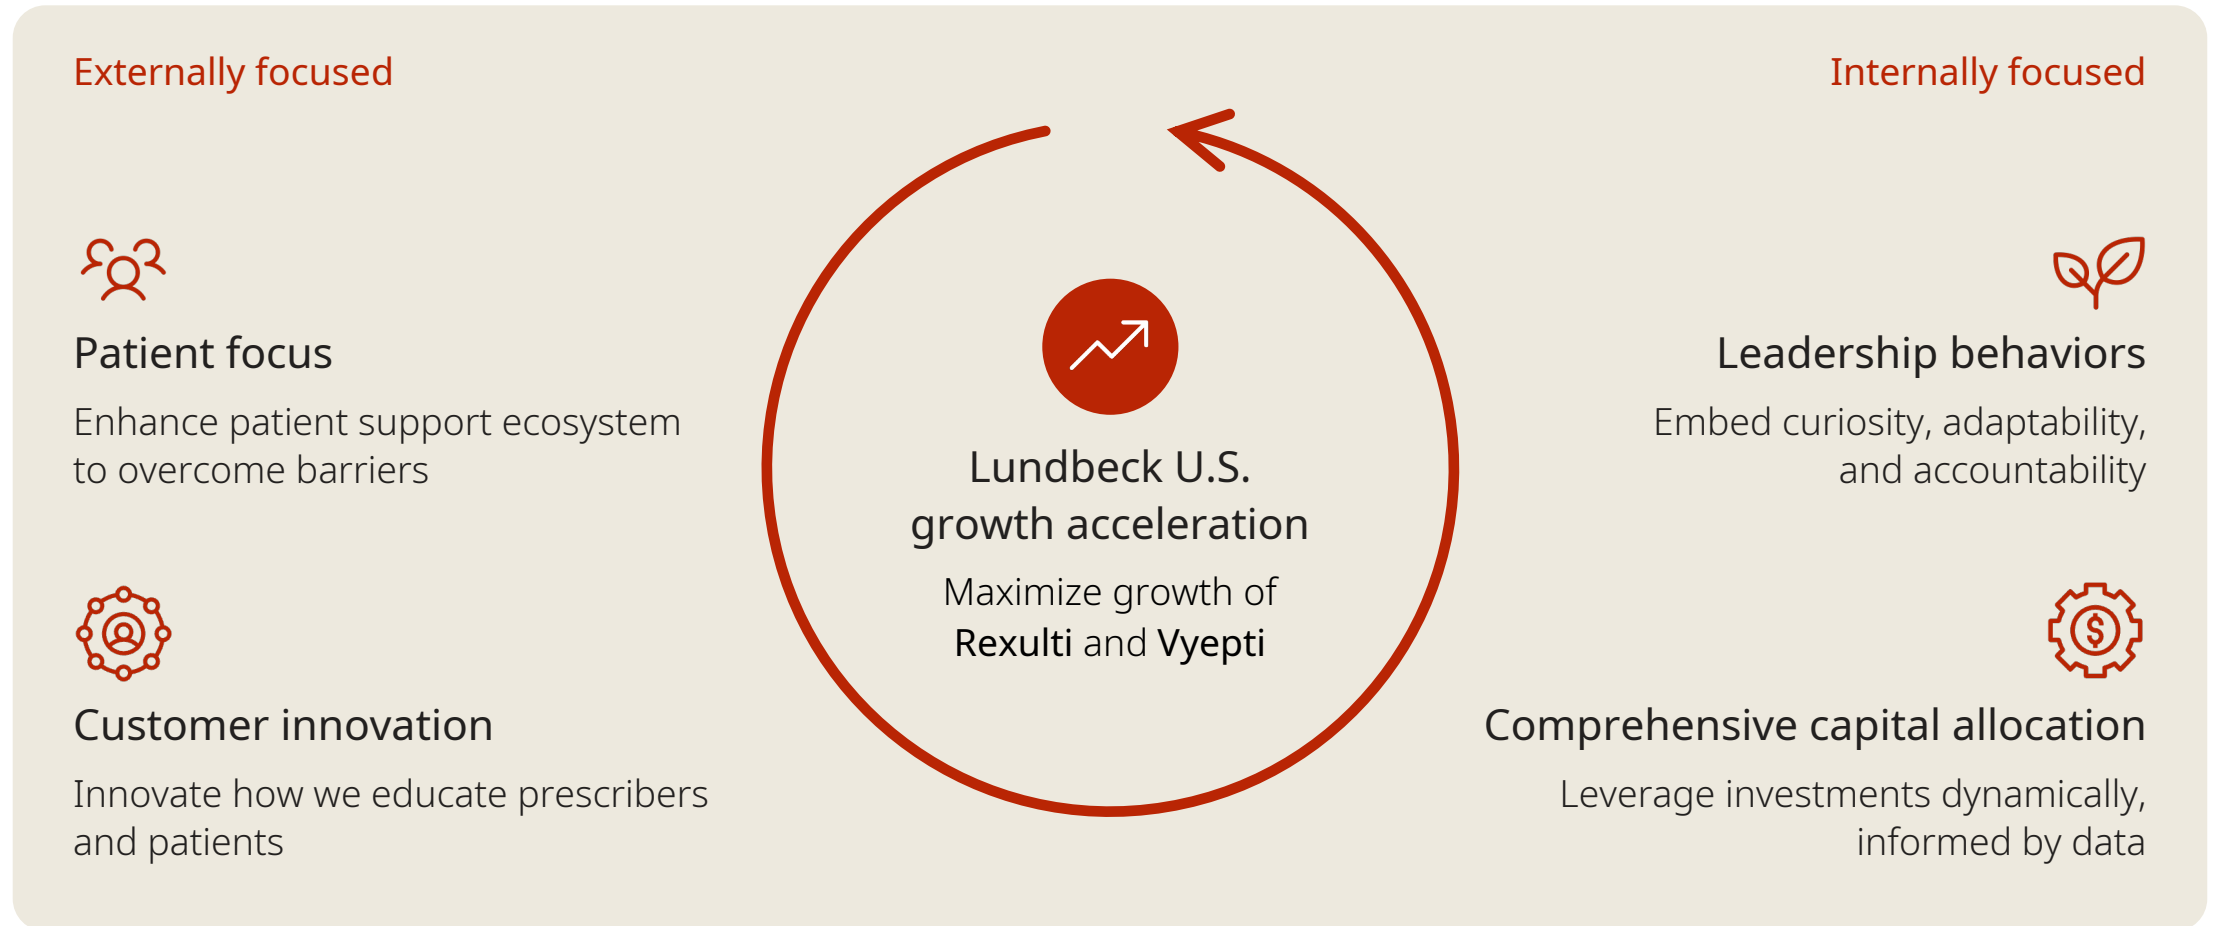 Externally focused
Internally focused
Patient focus
Enhance patient support ecosystem
to overcome barriers
Customer innovation
Innovate how we educate prescribers
and patients
Lundbeck U.S.
growth acceleration
Maximize growth of
Rexulti and Vyepti
Leadership behaviors
Embed curiosity, adaptability,
and accountability
$
Comprehensive capital allocation
Leverage investments dynamically,
informed by data